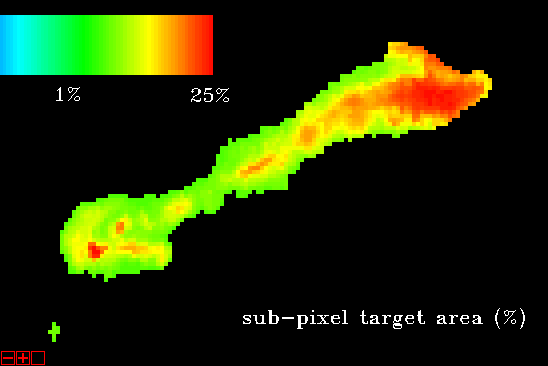 1% 25%
sub-pixel target area (%)